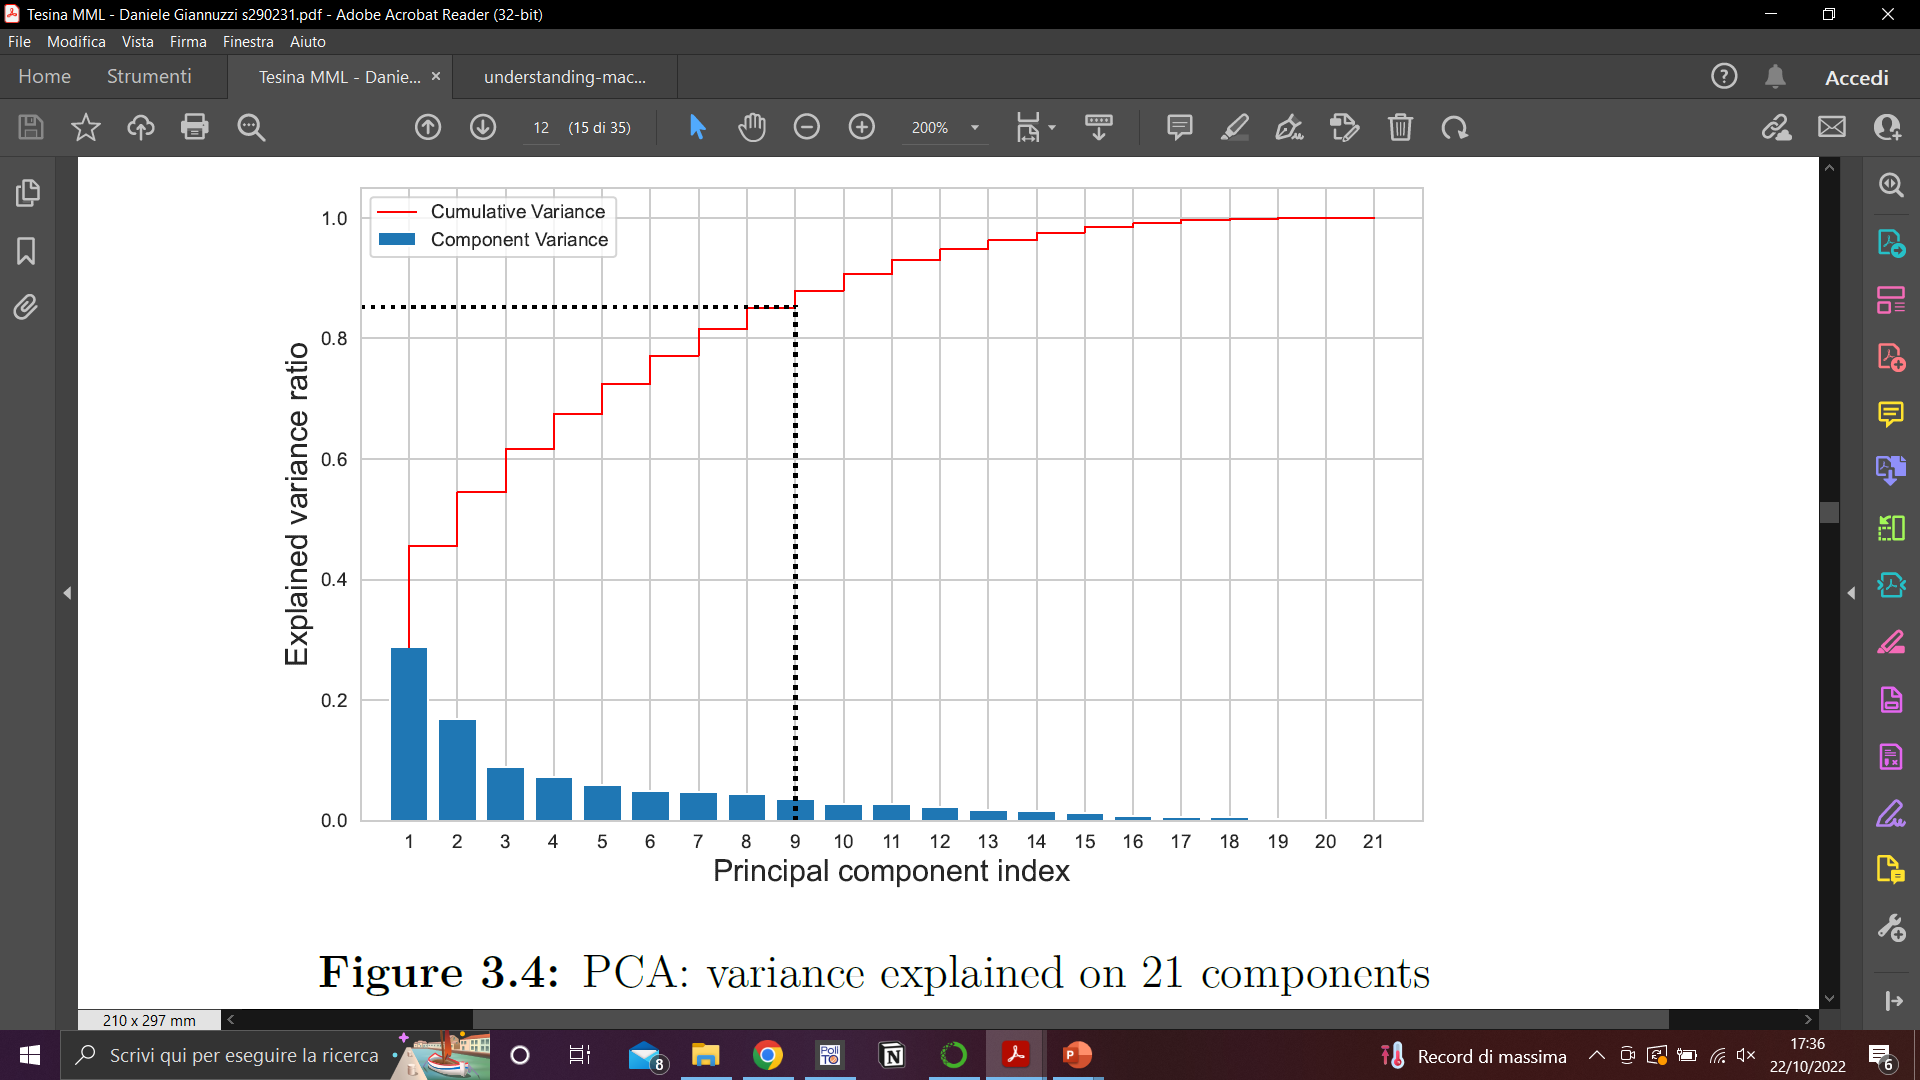 Tesina MML - Daniele Giannuzzi s290231.pdf - Adobe Acrobat Reader (32-bit)
File Modifica Vista Firma Finestra Aiuto
Home Strumenti Tesina MML - Danie... × understanding-mac... Accedi
12 (15 di 35) 200%
Cumulative Variance
Component Variance
1.0
0.8
0.6
0.4
0.2
0.0
Explained variance ratio
1 2 3 4 5 6 7 8 9 10 11 12 13 14 15 16 17 18 19 20 21
Principal component index
Figure 3.4: PCA: variance explained on 21 components
210 x 297 mm
Scrivi qui per eseguire la ricerca
8
Poli
TO
N
P
Record di massima
17:36
22/10/2022
6